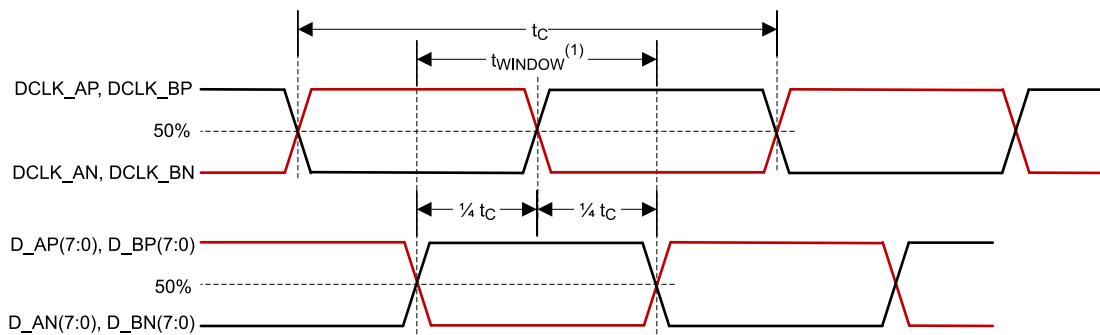 tC
tWINDOW(1)
DCLK_AP, DCLK_BP
50%
DCLK_AN, DCLK_BN
¼ tC
¼ tC
D_AP(7:0), D_BP(7:0)
50%
D_AN(7:0), D_BN(7:0)